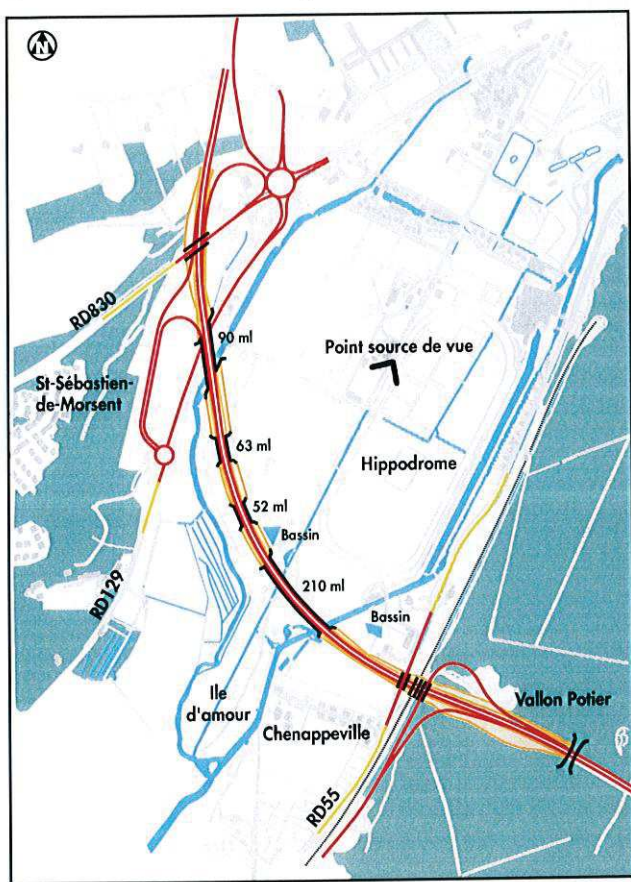 N
RD830
90 ml
Point source de vue
St-Sébastien-
de-Morsent
63 ml
Hippodrome
52 ml
Bassin
210 ml
RD129
Bassin
Ile
d'amour
Vallon Potier
Chenappeville
RD55